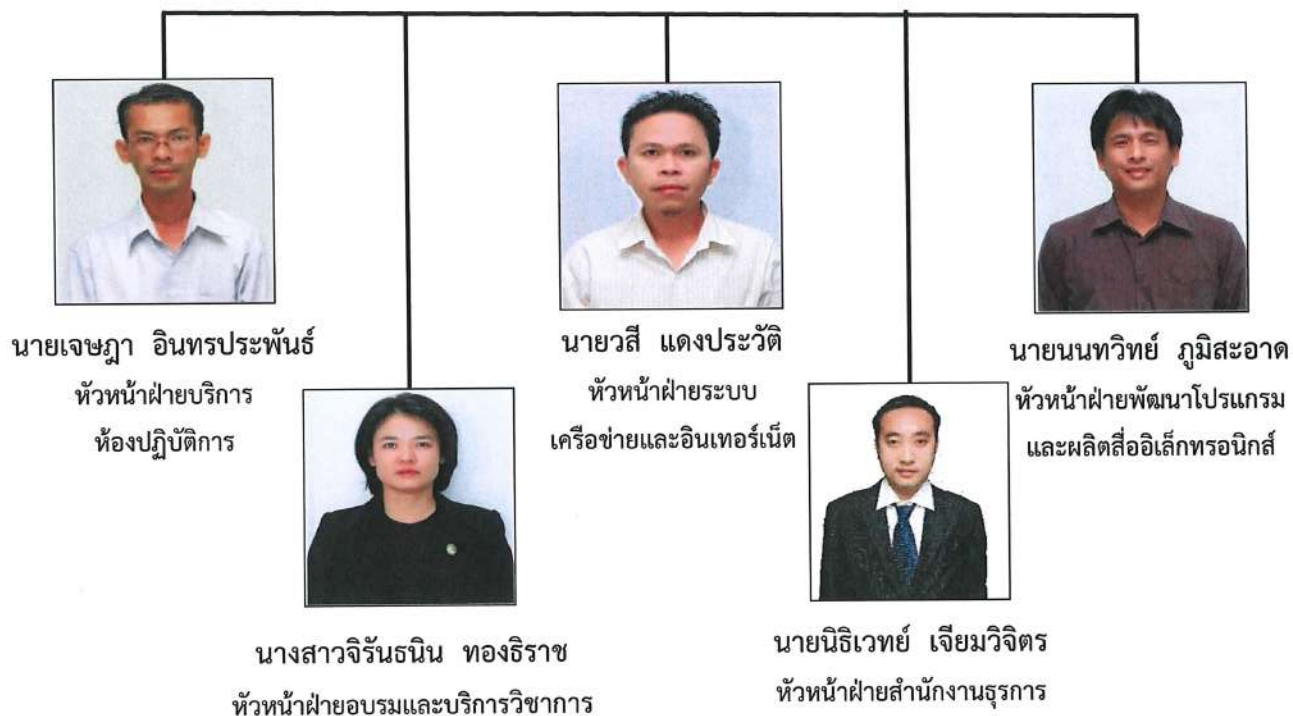 นายเจษฎา อินทรประพันธ์
หัวหน้าฝ่ายบริการ
ห้องปฏิบัติการ
นายวสี แดงประวัติ
หัวหน้าฝ่ายระบบ
เครือข่ายและอินเทอร์เน็ต
นายนนทวิทย์ ภูมิสะอาด
หัวหน้าฝ่ายพัฒนาโปรแกรม
และผลิตสื่ออิเล็กทรอนิกส์
นางสาวจิรันธนิน ทองธิราช
หัวหน้าฝ่ายอบรมและบริการวิชาการ
นายนิธิเวทย์ เจียมวิจิตร
หัวหน้าฝ่ายสำนักงานธุรการ